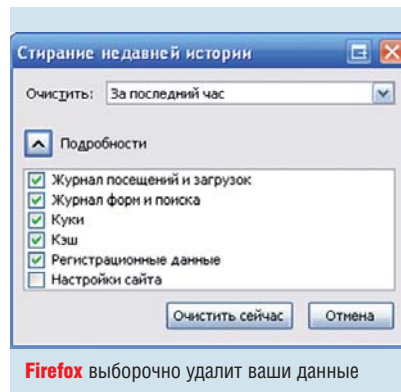 Стирание недавней истории
Очистить: За последний час
Подробности
Журнал посещений и загрузок
Журнал форм и поиска
Куки
Кэш
Регистрационные данные
Настройки сайта
Очистить сейчас Отмена
Firefox выборочно удалит ваши данные